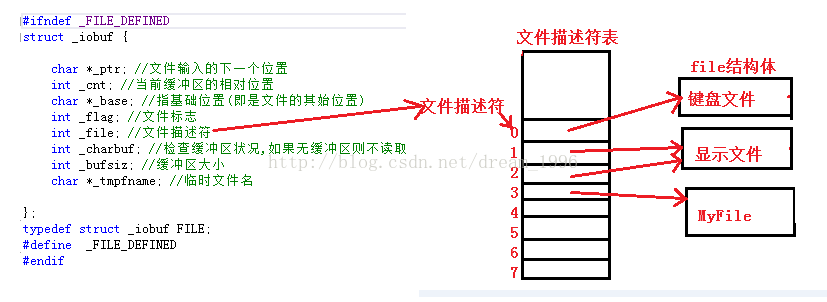 #ifndef _FILE_DEFINED
struct _iobuf {
char *_ptr; //文件输入的下一个位置
int _cnt; //当前缓冲区的相对位置
char *_base; //指基础位置(即是文件的其始位置)
int _flag; //文件标志
int _file; //文件描述符
int _charbuf; //检查缓冲区状况,如果无缓冲区则不读取
int _bufsiz; //缓冲区大小
char *_tmpfname; //临时文件名
};
typedef struct _iobuf FILE;
#define _FILE_DEFINED
#endif
文件描述符表
文件描述符
0
1
2
3
4
5
6
7
file结构体
键盘文件
显示文件
MyFile
http://blog.csdn.net/dream_1996